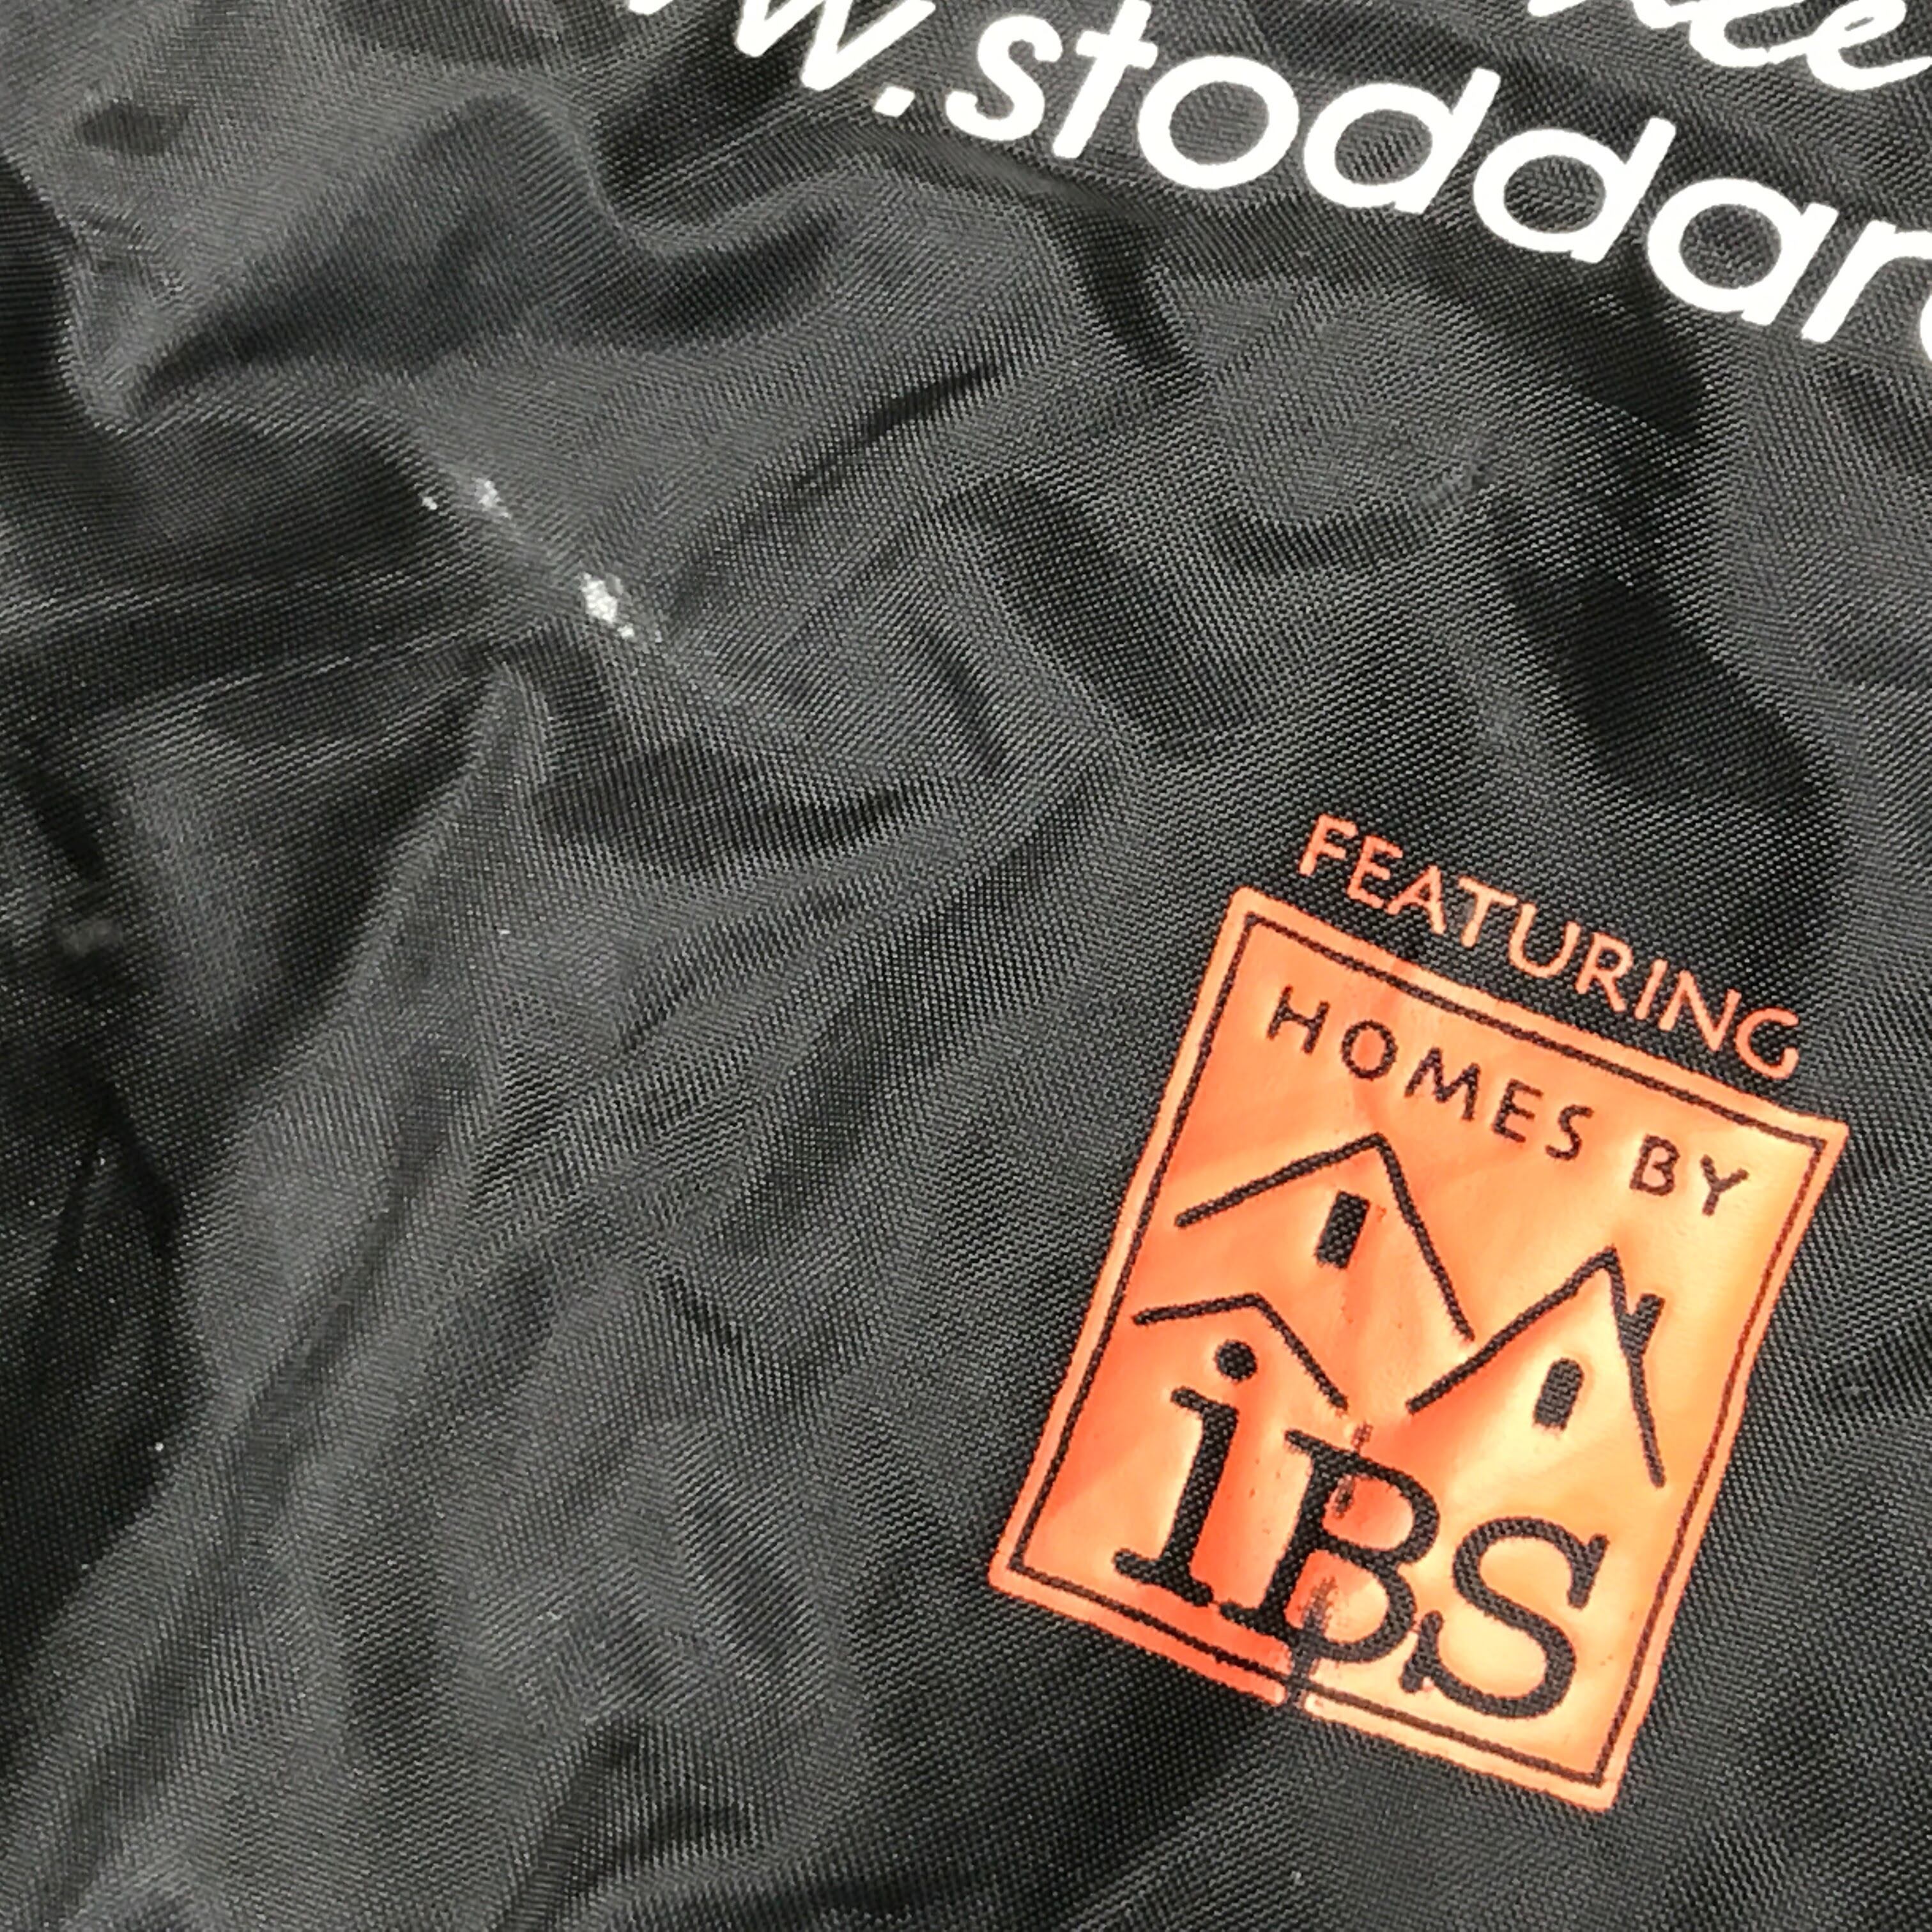 w.stoddar
FEATURING
HOMES BY
iBS